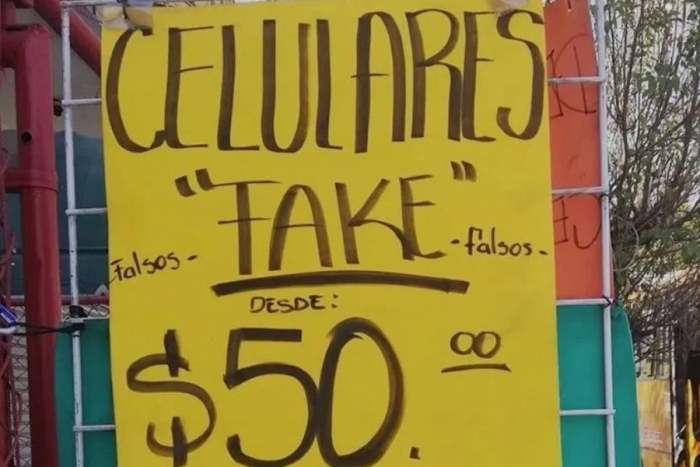 CELULARES
"FAKE"
-falsos- -falsos-
DESDE:
$50.00